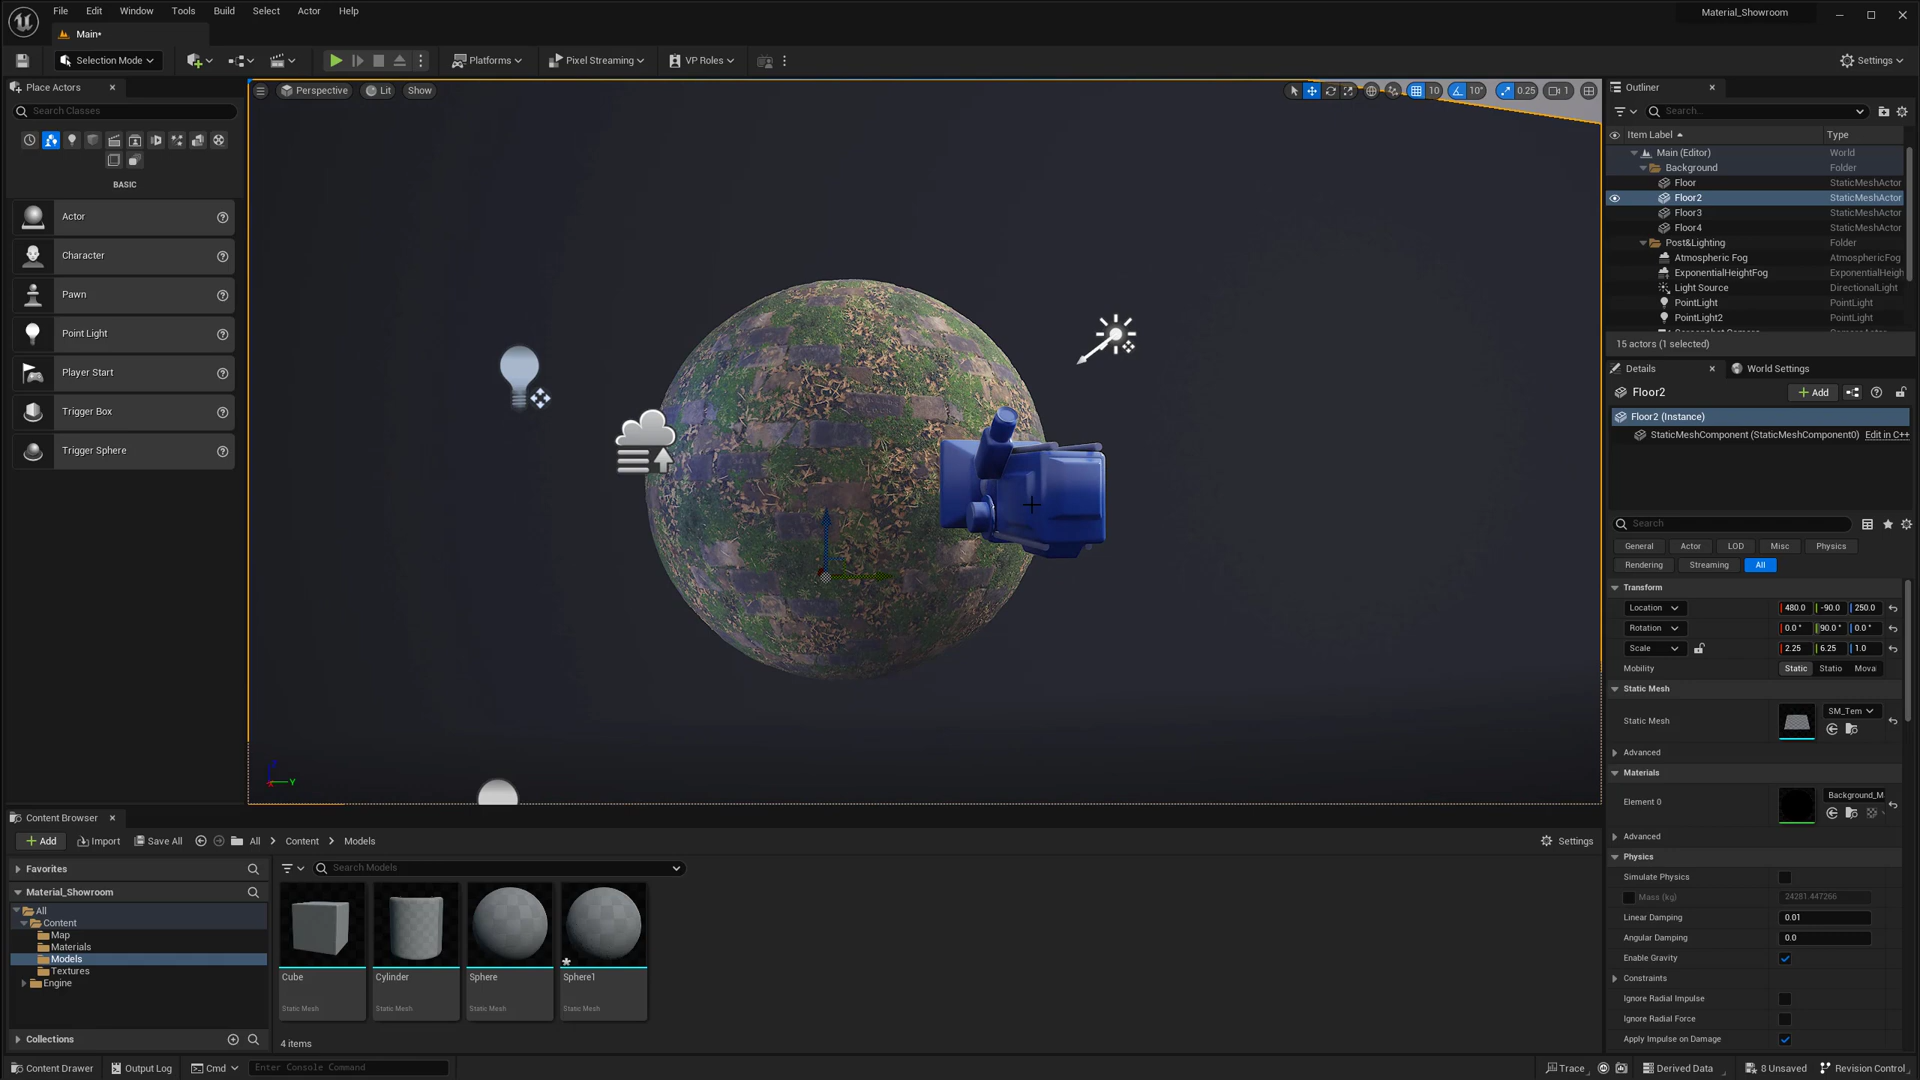 File Edit Window Tools Build Select Actor Help
Material_Showroom
Main*
Selection Mode
Platforms
Pixel Streaming
VP Roles
Settings
Place Actors
Search Classes
BASIC
Actor
Character
Pawn
Point Light
Player Start
Trigger Box
Trigger Sphere
Perspective Lit Show
10 10° 0.25 1
Y
Outliner
Search...
Item Label Type
Main (Editor) World
Background Folder
Floor StaticMeshActor
Floor2 StaticMeshActor
Floor3 StaticMeshActor
Floor4 StaticMeshActor
Post&Lighting Folder
Atmospheric Fog AtmosphericFog
ExponentialHeightFog ExponentialHeigh
Light Source DirectionalLight
PointLight PointLight
PointLight2 PointLight
15 actors (1 selected)
Details World Settings
Floor2 Add
Floor2 (Instance)
StaticMeshComponent (StaticMeshComponent0) Edit in C++
Search
General Actor LOD Misc Physics
Rendering Streaming All
Transform
Location 480.0 -90.0 250.0
Rotation 0.0° 90.0° 0.0°
Scale 2.25 6.25 1.0
Mobility Static Statio Mova
Static Mesh
Static Mesh SM_Tem
Advanced
Materials
Element 0 Background_M
Advanced
Physics
Simulate Physics
Mass (kg) 24281.447266
Linear Damping 0.01
Angular Damping 0.0
Enable Gravity
Constraints
Ignore Radial Impulse
Ignore Radial Force
Apply Impulse on Damage
Content Browser
Add Import Save All All Content Models Settings
Favorites
Search Models
Material_Showroom
All
Content
Map
Materials
Models
Textures
Engine
Collections
Cube Cylinder Sphere Sphere1
Static Mesh Static Mesh Static Mesh Static Mesh
4 items
Content Drawer Output Log Cmd Enter Console Command Trace Derived Data 8 Unsaved Revision Control